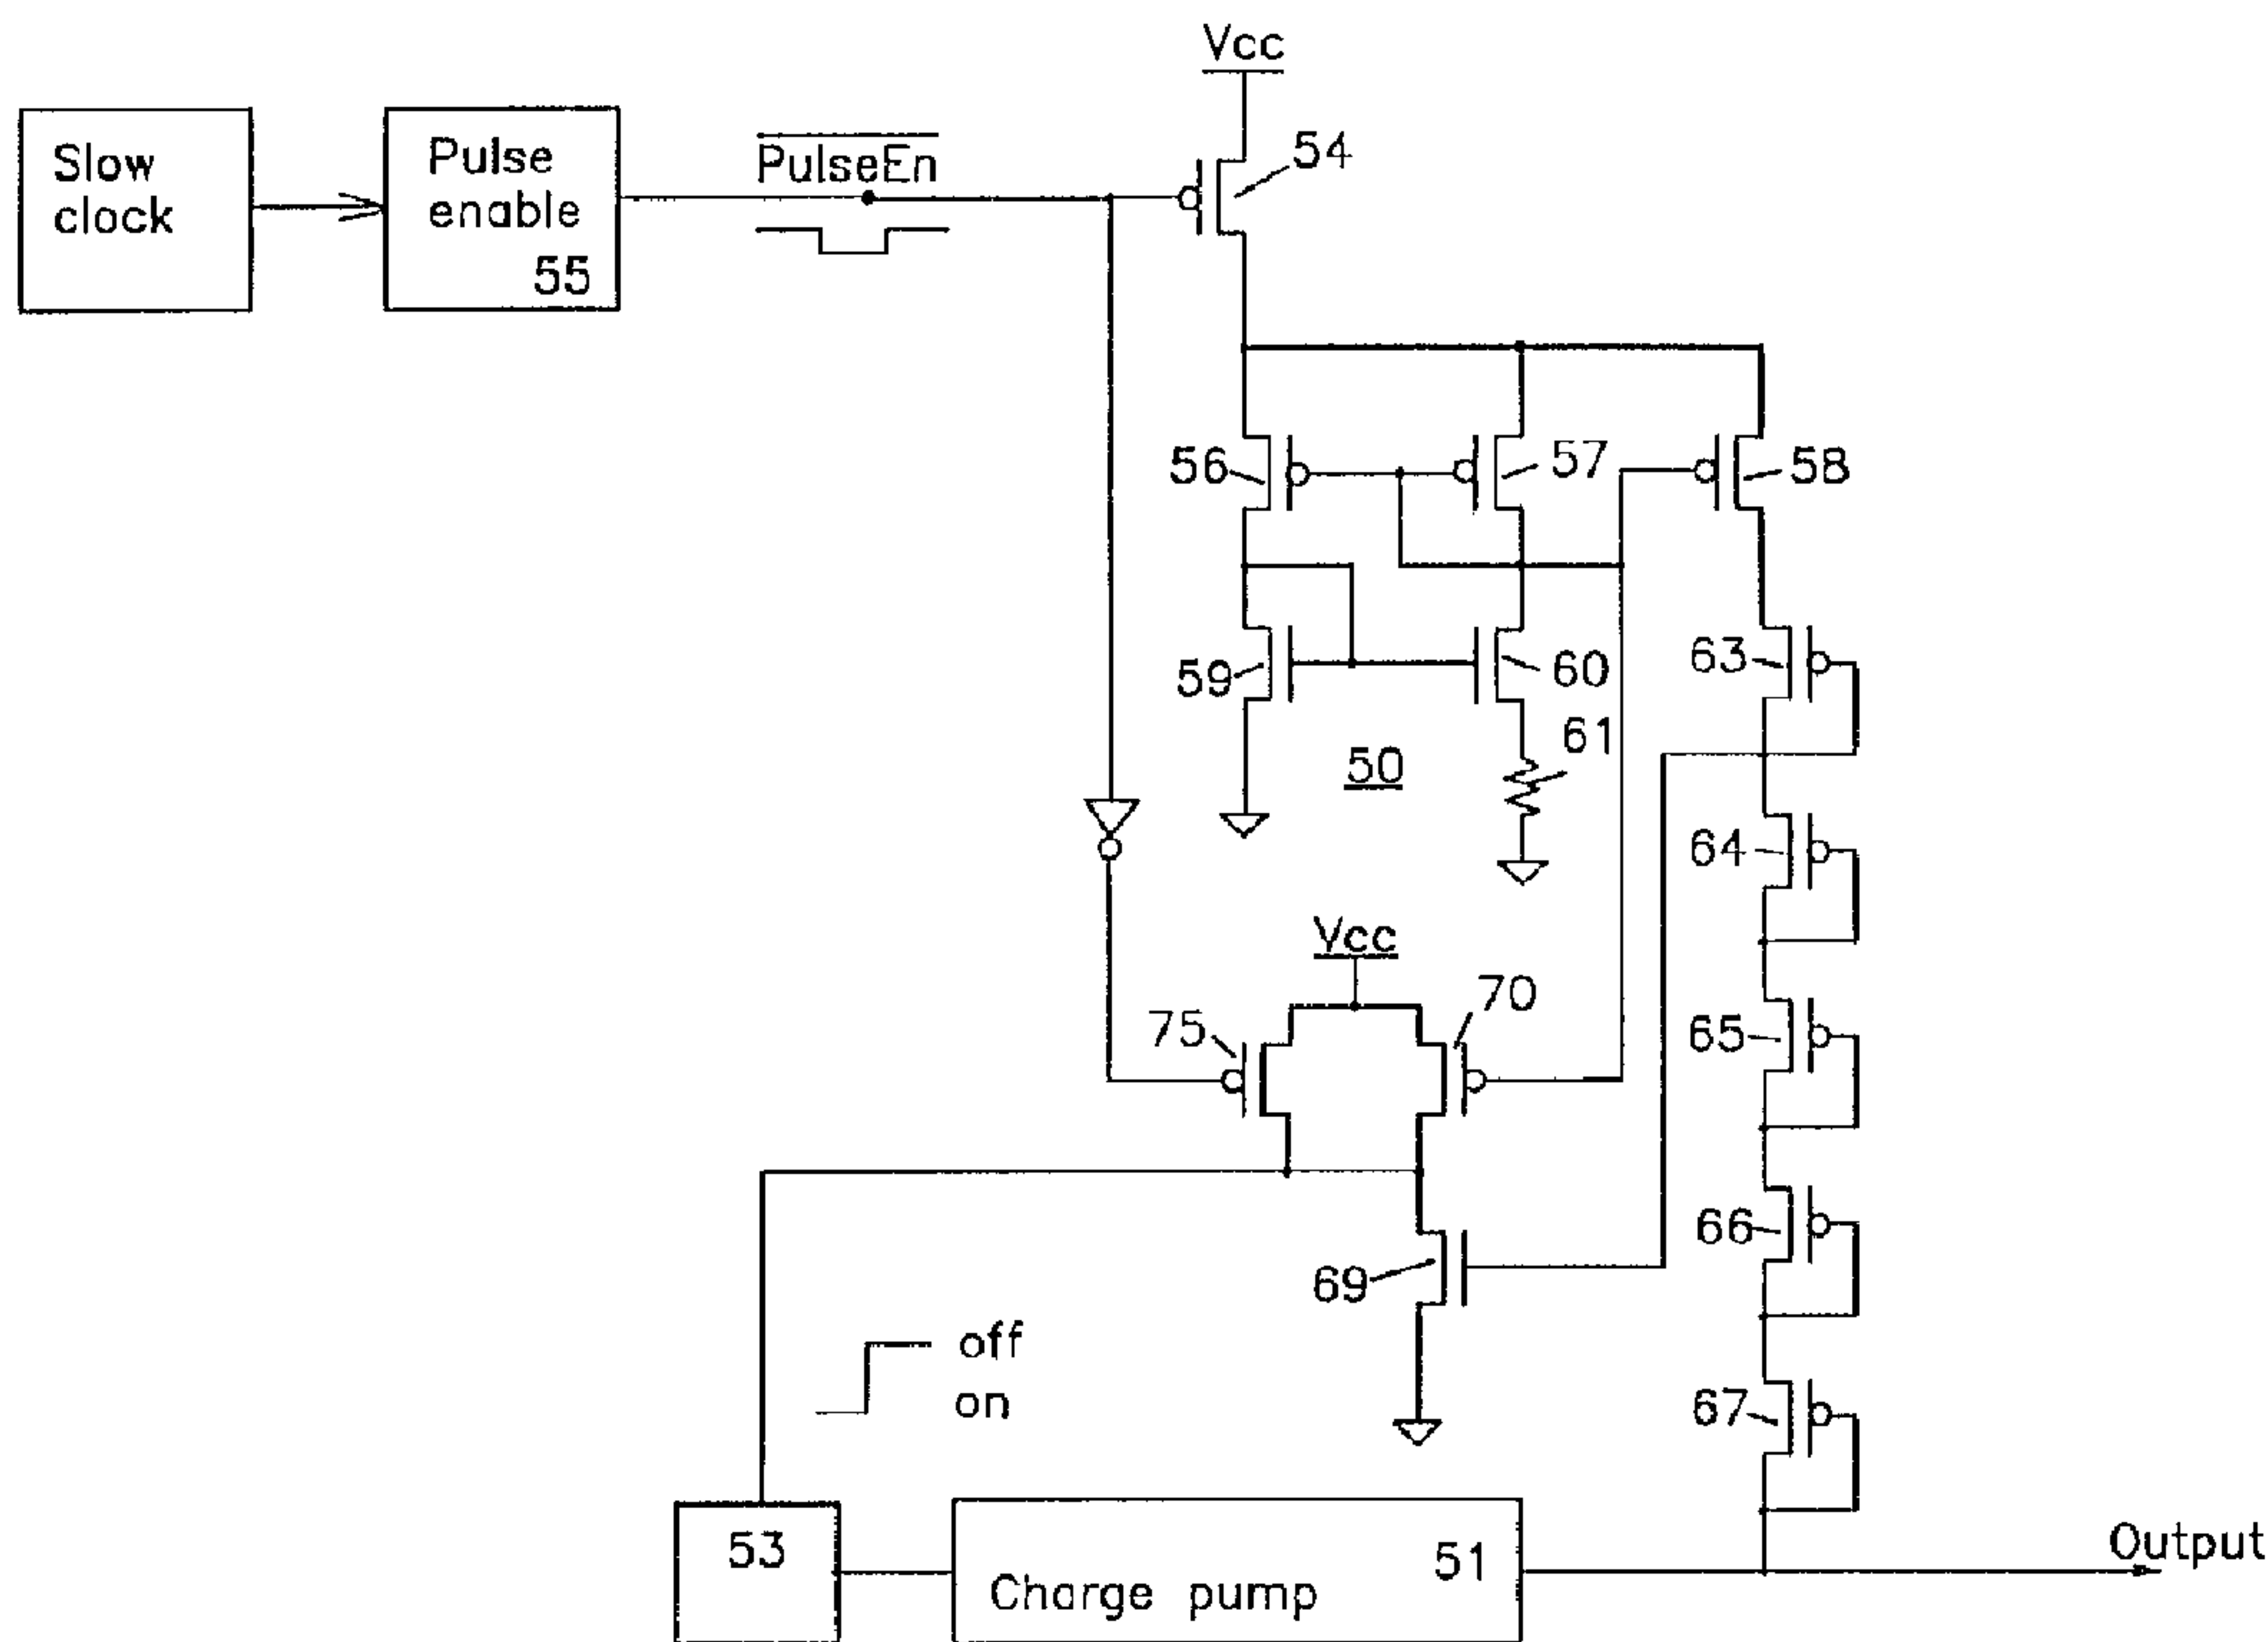 Vcc
Slow
clock
Pulse
enable
55
PulseEn
54
56
57
58
59
60
61
50
63
64
Vcc
75
70
65
66
69
off
on
67
53
51
Charge pump
Output